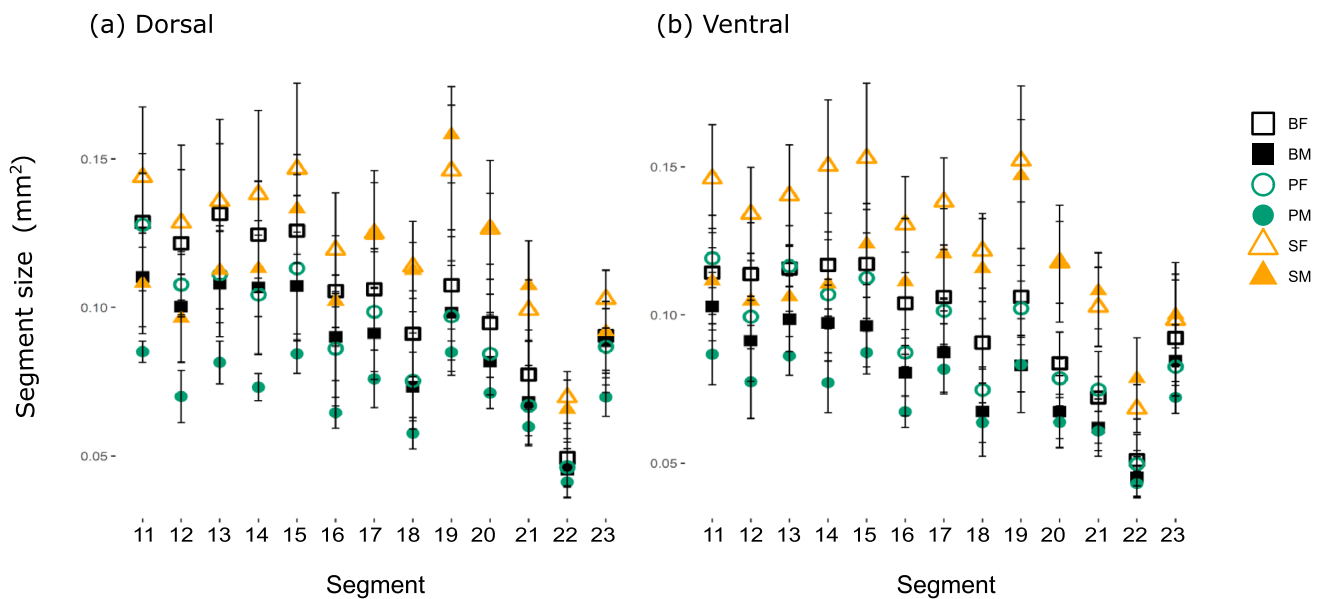 (a) Dorsal
(b) Ventral
Segment size (mm²)
0.15
0.10
0.05
11 12 13 14 15 16 17 18 19 20 21 22 23
Segment
0.15
0.10
0.05
11 12 13 14 15 16 17 18 19 20 21 22 23
Segment
BF
BM
PF
PM
SF
SM